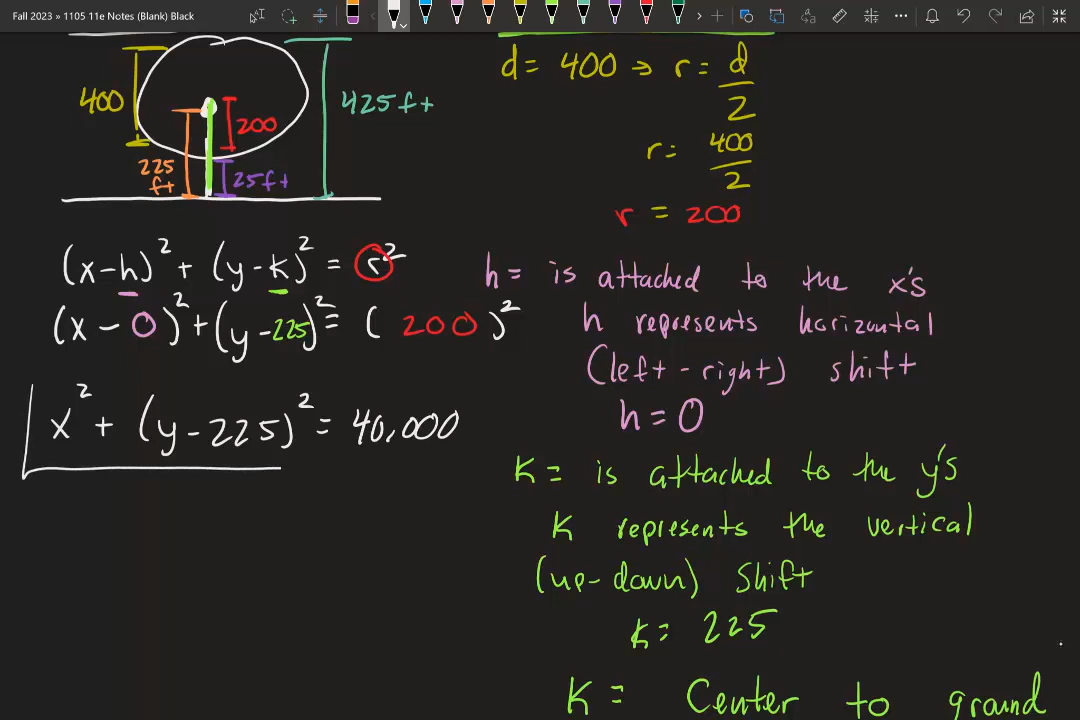 Fall 2023 » 1105 11e Notes (Blank) Black
400
200
225 ft
25ft
425ft
d = 400 → r = d/2
r = 400/2
r = 200
(x-h)² + (y-k)² = r²
(x - 0)² + (y-225)² = ( 200 )²
x² + (y-225)² = 40,000
h = is attached to the x's
h represents horizontal
(left-right) shift
h = 0
K = is attached to the y's
K represents the vertical
(up-down) shift
K = 225
K = Center to ground